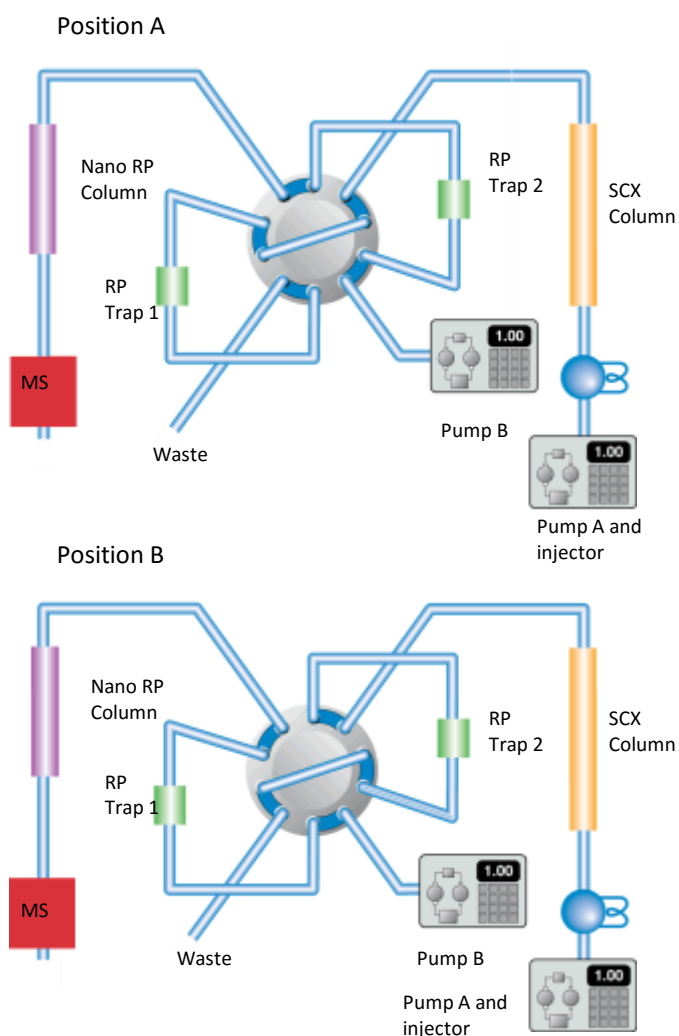 Position A
Nano RP
Column
RP
Trap 2
SCX
Column
RP
Trap 1
1.00
MS
Waste
Pump B
1.00
Pump A and
injector
Position B
Nano RP
Column
RP
Trap 2
SCX
Column
RP
Trap 1
1.00
MS
Waste
Pump B
1.00
Pump A and
injector